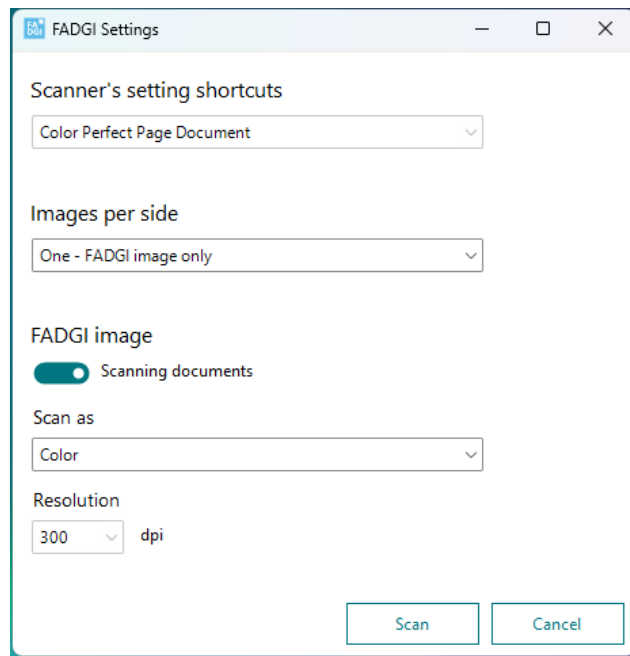 FADGI FADGI Settings
Scanner's setting shortcuts
Color Perfect Page Document
Images per side
One - FADGI image only
FADGI image
Scanning documents
Scan as
Color
Resolution
300 dpi
Scan Cancel